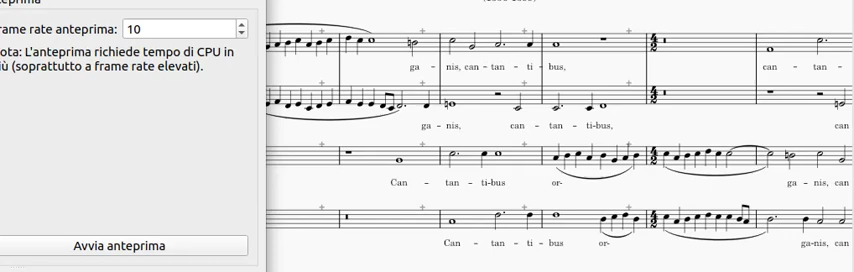 rame rate anteprima: 10
ota: L'anteprima richiede tempo di CPU in
iù (soprattutto a frame rate elevati).
Avvia anteprima
ga - nis, can - tan - ti - bus, can - tan -
ga - nis, can - tan - ti-bus, can
Can - tan - ti-bus or- ga - nis, can
Can - tan - ti - bus or- ga-nis, can